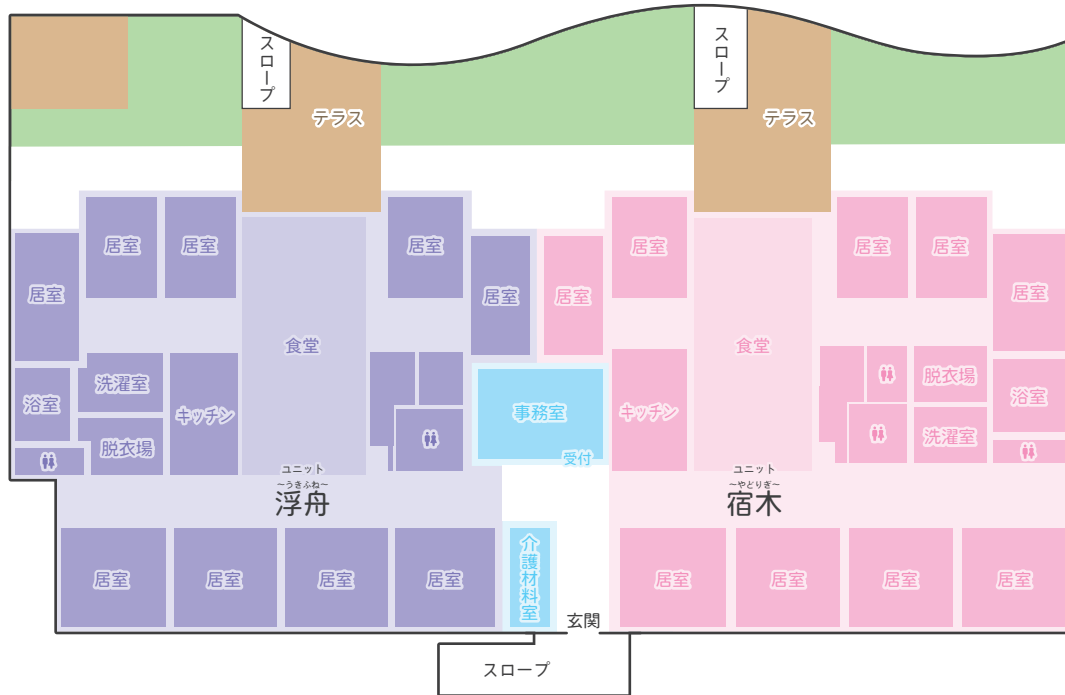 スロープ
スロープ
テラス
テラス
居室
居室
居室
居室
居室
居室
居室
居室
居室
居室
食堂
食堂
洗濯室
脱衣場
浴室
キッチン
事務室
キッチン
浴室
脱衣場
洗濯室
受付
ユニット
~うきふね~
浮舟
ユニット
~やどりぎ~
宿木
居室
居室
居室
居室
介護材料室
居室
居室
居室
居室
玄関
スロープ